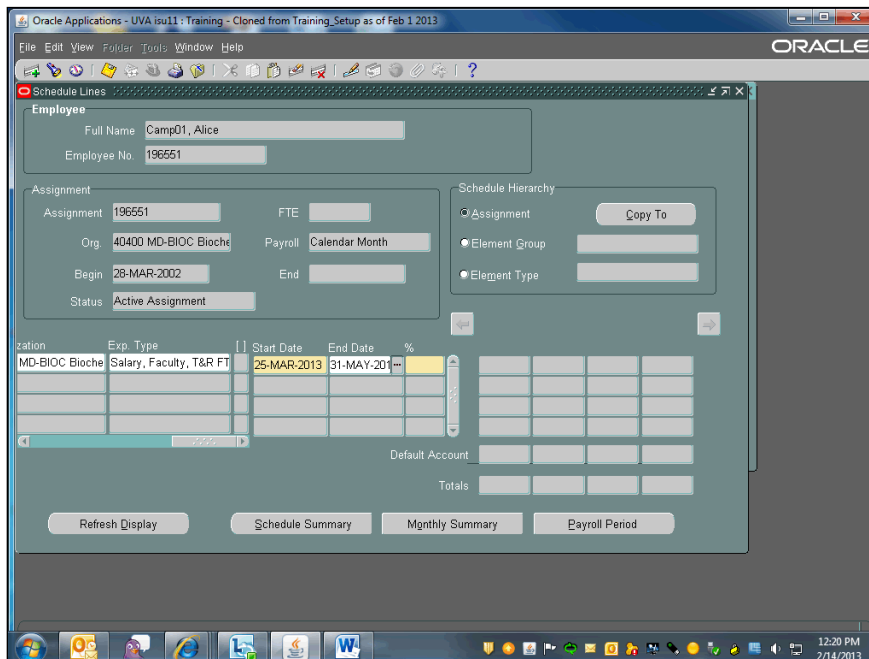 Oracle Applications - UVA isu11 : Training - Cloned from Training_Setup as of Feb 1 2013
File Edit View Folder Tools Window Help
ORACLE
Schedule Lines
Employee
Full Name Camp01, Alice
Employee No. 196551
Assignment
Assignment 196551 FTE
Org. 40400 MD-BIOC Bioche Payroll Calendar Month
Begin 28-MAR-2002 End
Status Active Assignment
Schedule Hierarchy
Assignment Copy To
Element Group
Element Type
zation Exp. Type [ ] Start Date End Date %
MD-BIOC Bioche Salary, Faculty, T&R FT 25-MAR-2013 31-MAY-201 ...
Default Account
Totals
Refresh Display Schedule Summary Monthly Summary Payroll Period
12:20 PM
2/14/2013